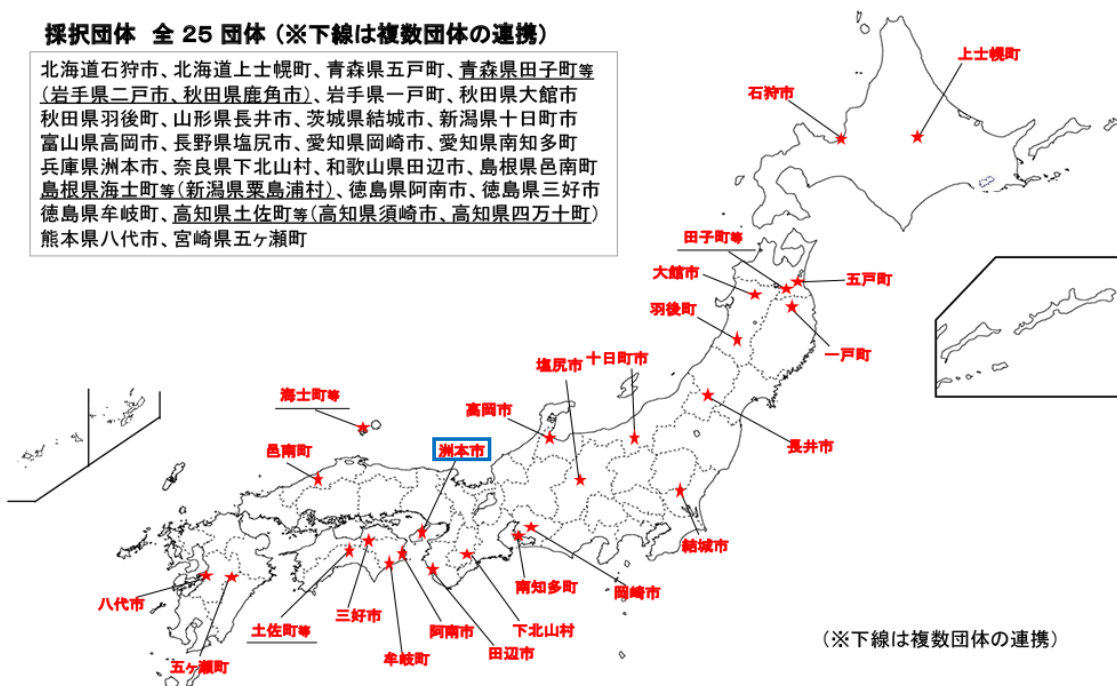 採択団体 全 25 団体 (※下線は複数団体の連携)
北海道石狩市、北海道上士幌町、青森県五戸町、青森県田子町等
(岩手県二戸市、秋田県鹿角市)、岩手県一戸町、秋田県大館市
秋田県羽後町、山形県長井市、茨城県結城市、新潟県十日町市
富山県高岡市、長野県塩尻市、愛知県岡崎市、愛知県南知多町
兵庫県洲本市、奈良県下北山村、和歌山県田辺市、島根県邑南町
島根県海士町等(新潟県粟島浦村)、徳島県阿南市、徳島県三好市
徳島県牟岐町、高知県土佐町等(高知県須崎市、高知県四万十町)
熊本県八代市、宮崎県五ヶ瀬町
上士幌町
石狩市
田子町等
大館市
五戸町
羽後町
一戸町
十日町市
塩尻市
海士町等
高岡市
洲本市
長井市
邑南町
結城市
南知多町
岡崎市
八代市
三好市
土佐町等
阿南市
下北山村
田辺市
牟岐町
五ヶ瀬町
(※下線は複数団体の連携)